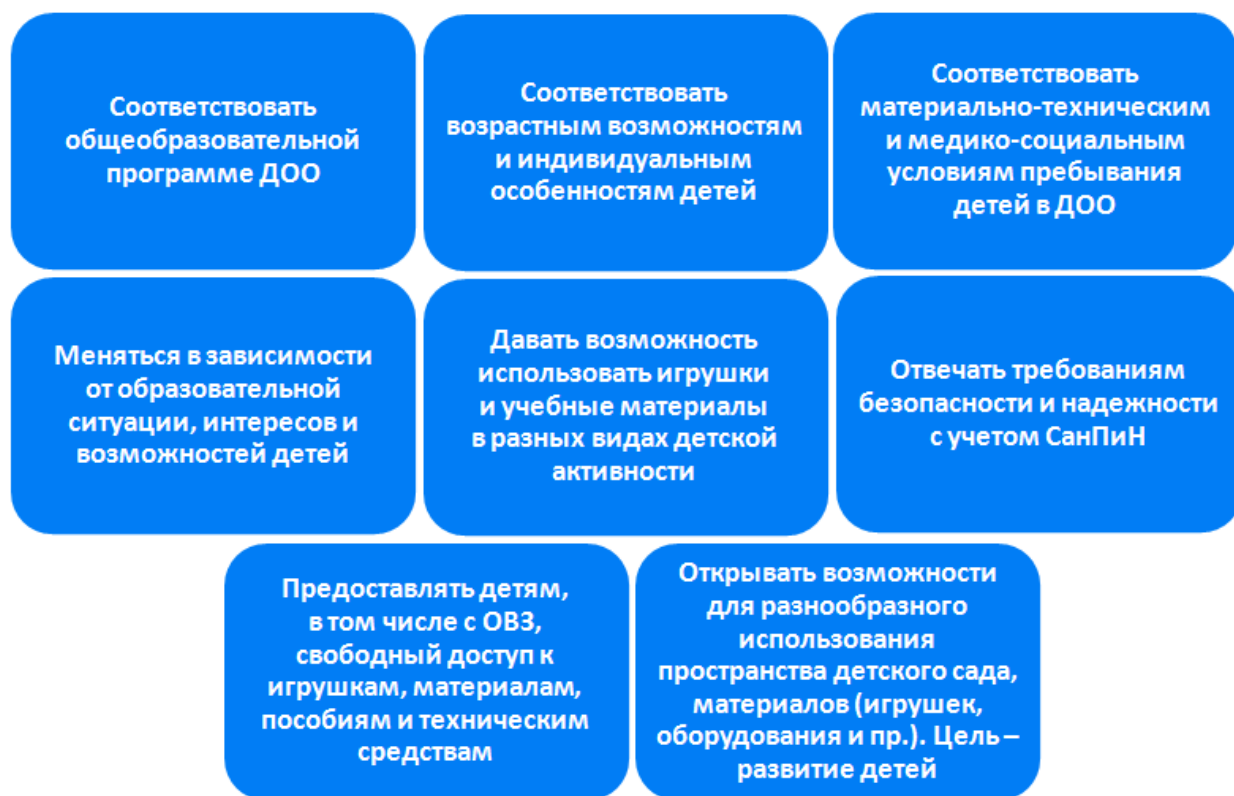 Соответствовать
общеобразовательной
программе ДОО
Соответствовать
возрастным возможностям
и индивидуальным
особенностям детей
Соответствовать
материально-техническим
и медико-социальным
условиям пребывания
детей в ДОО
Меняться в зависимости
от образовательной
ситуации, интересов и
возможностей детей
Давать возможность
использовать игрушки
и учебные материалы
в разных видах детской
активности
Отвечать требованиям
безопасности и надежности
с учетом СанПиН
Предоставлять детям,
в том числе с ОВЗ,
свободный доступ к
игрушкам, материалам,
пособиям и техническим
средствам
Открывать возможности
для разнообразного
использования
пространства детского сада,
материалов (игрушек,
оборудования и пр.). Цель –
развитие детей